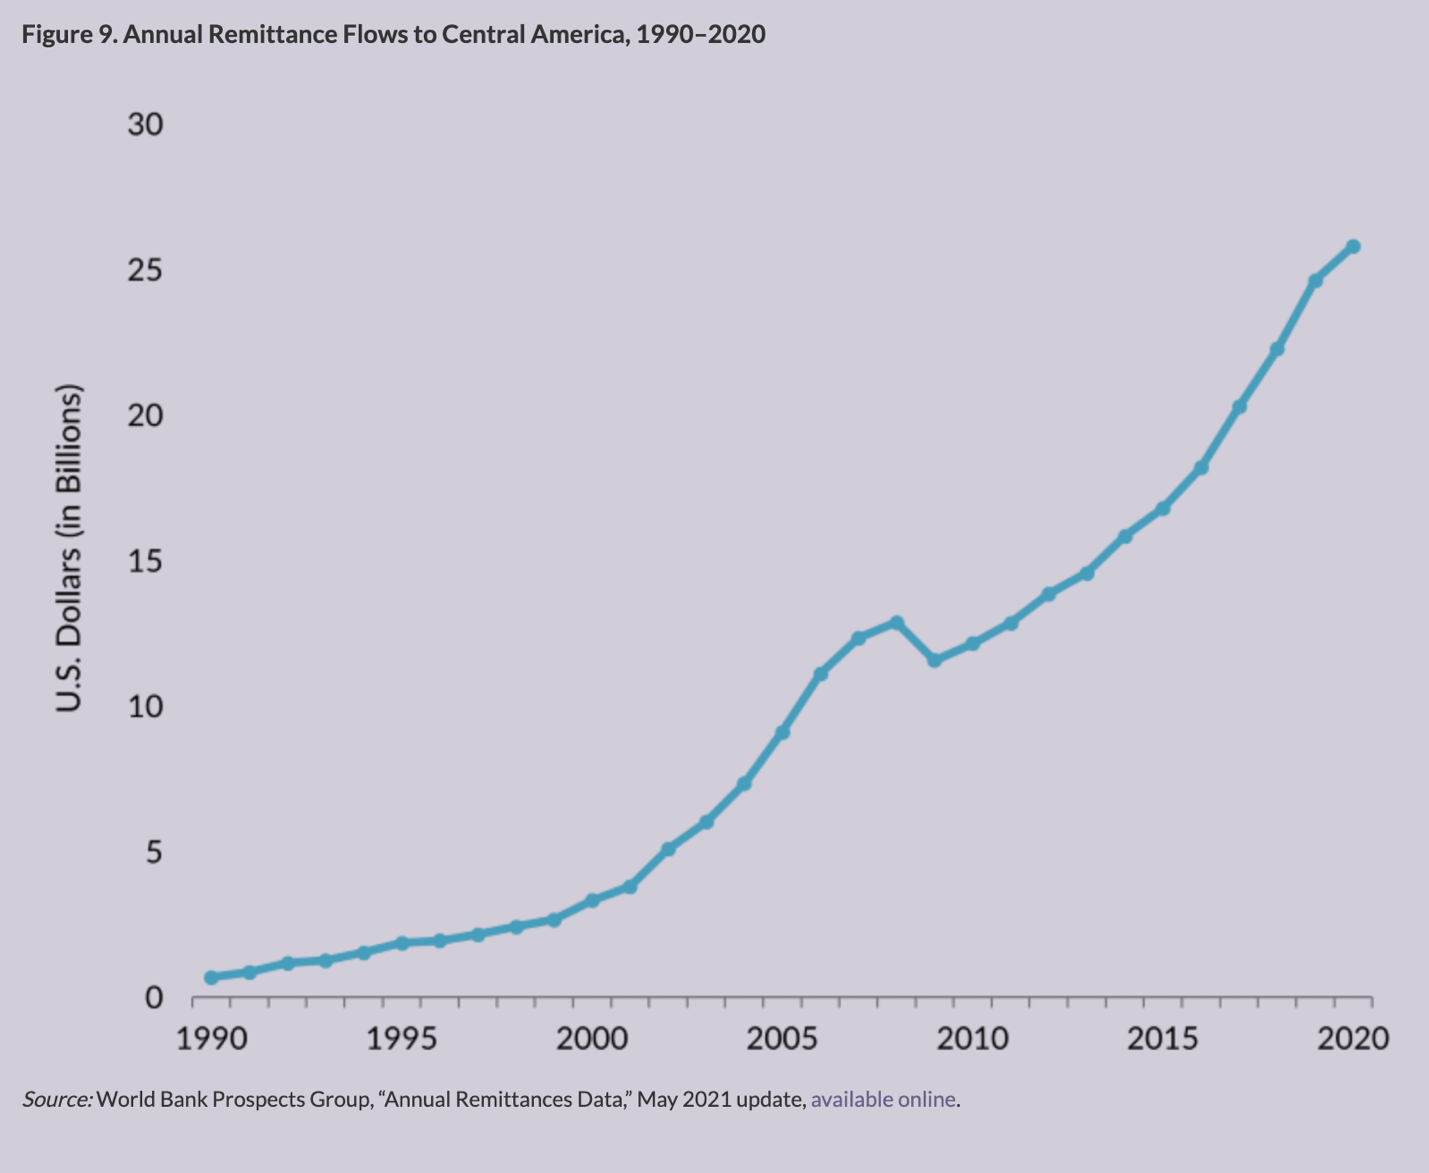 Figure 9. Annual Remittance Flows to Central America, 1990–2020
30
25
20
15
10
5
0
U.S. Dollars (in Billions)
1990 1995 2000 2005 2010 2015 2020
Source: World Bank Prospects Group, “Annual Remittances Data,” May 2021 update, available online.